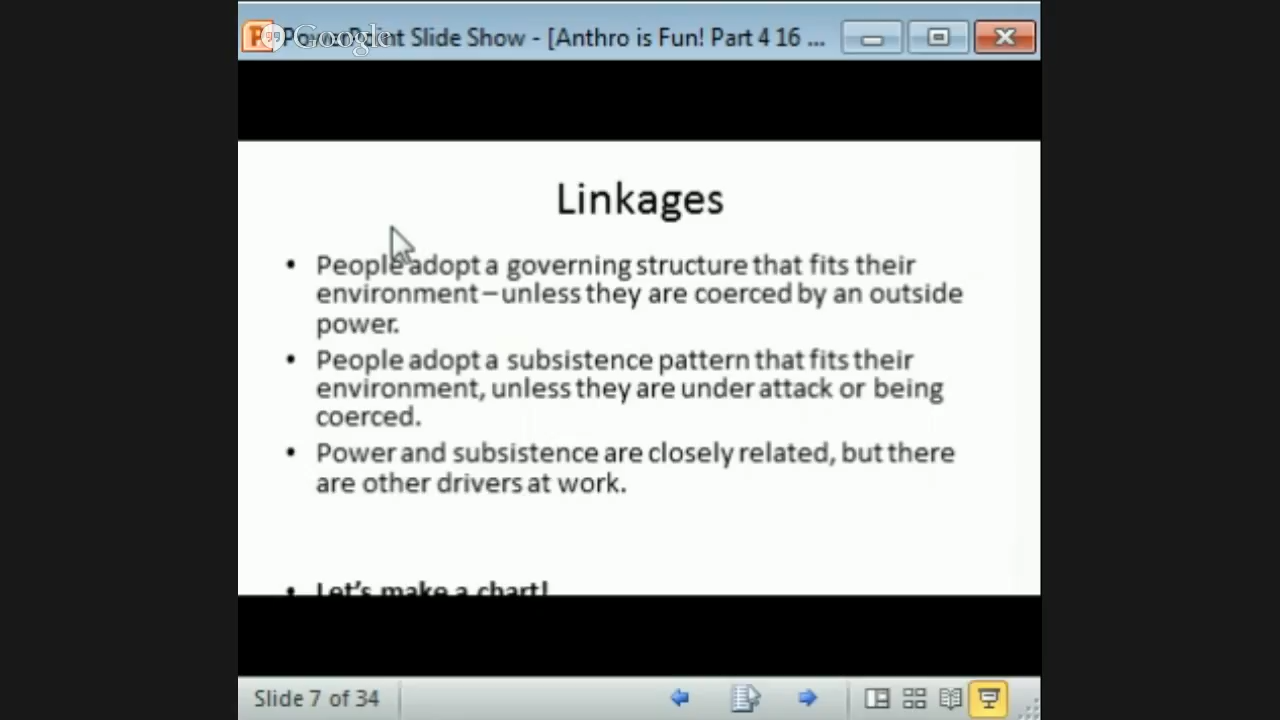 PowerPoint Slide Show - [Anthro is Fun! Part 4 16 ...
Google
Linkages
• People adopt a governing structure that fits their
environment – unless they are coerced by an outside
power.
• People adopt a subsistence pattern that fits their
environment, unless they are under attack or being
coerced.
• Power and subsistence are closely related, but there
are other drivers at work.
• Let's make a chart!
Slide 7 of 34